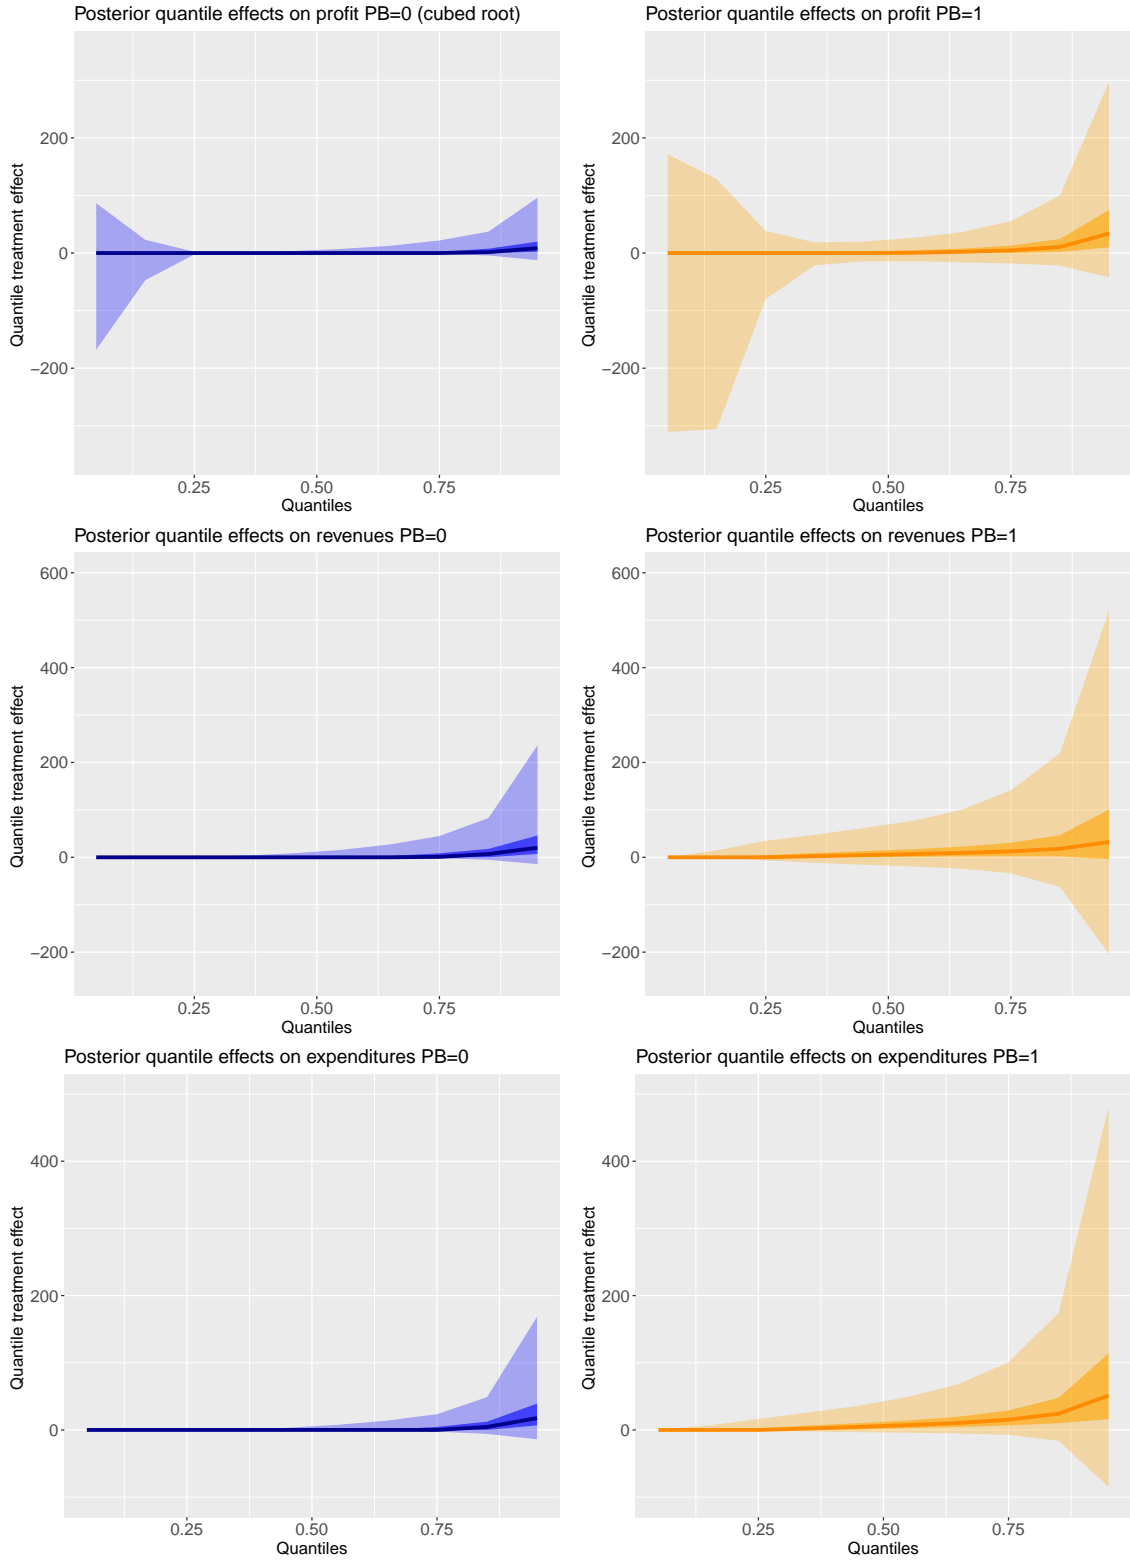 Posterior quantile effects on profit PB=0 (cubed root)
Quantile treatment effect
200
0
−200
0.25 0.50 0.75
Quantiles
Posterior quantile effects on profit PB=1
Quantile treatment effect
200
0
−200
0.25 0.50 0.75
Quantiles
Posterior quantile effects on revenues PB=0
Quantile treatment effect
600
400
200
0
−200
0.25 0.50 0.75
Quantiles
Posterior quantile effects on revenues PB=1
Quantile treatment effect
600
400
200
0
−200
0.25 0.50 0.75
Quantiles
Posterior quantile effects on expenditures PB=0
Quantile treatment effect
400
200
0
0.25 0.50 0.75
Quantiles
Posterior quantile effects on expenditures PB=1
Quantile treatment effect
400
200
0
0.25 0.50 0.75
Quantiles